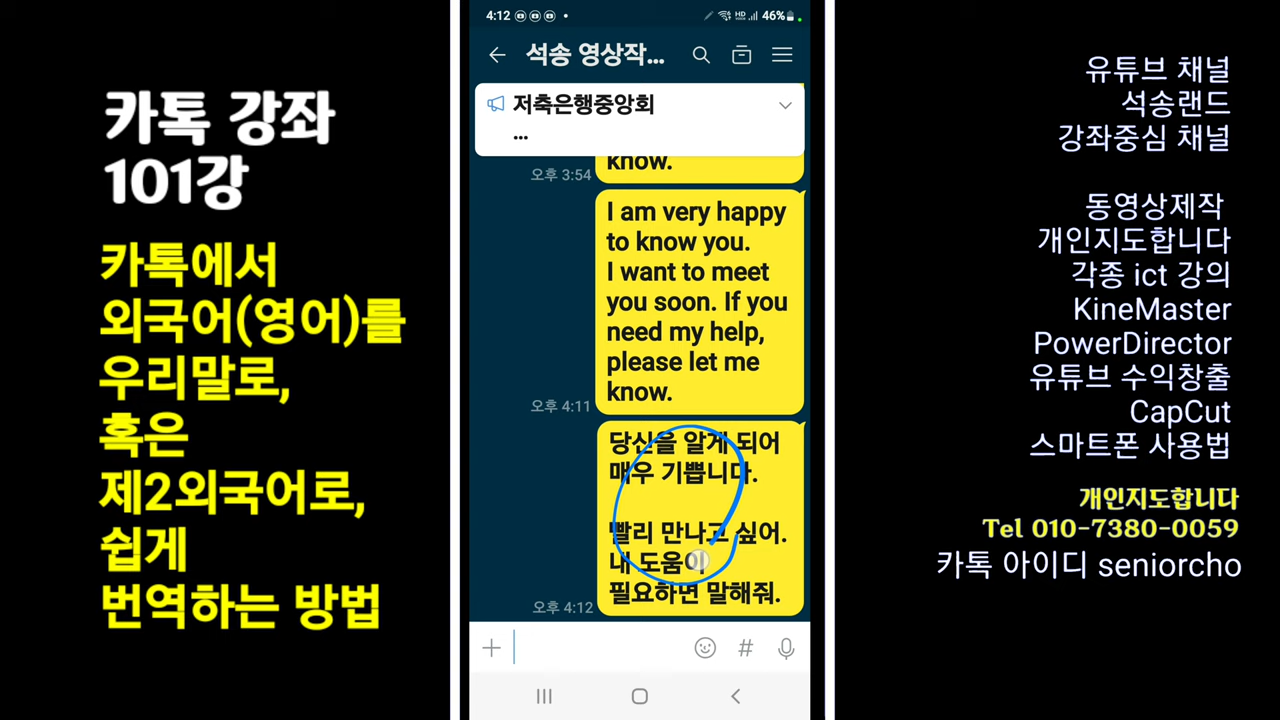 카톡 강좌
101강
카톡에서
외국어(영어)를
우리말로,
혹은
제2외국어로,
쉽게
번역하는 방법
4:12
HD
46%
석송 영상작...
저축은행중앙회
...
know.
오후 3:54
I am very happy
to know you.
I want to meet
you soon. If you
need my help,
please let me
know.
오후 4:11
당신을 알게 되어
매우 기쁩니다.
빨리 만나고 싶어.
내 도움이
필요하면 말해줘.
오후 4:12
#
유튜브 채널
석송랜드
강좌중심 채널
동영상제작
개인지도합니다
각종 ict 강의
KineMaster
PowerDirector
유튜브 수익창출
CapCut
스마트폰 사용법
개인지도합니다
Tel 010-7380-0059
카톡 아이디 seniorcho